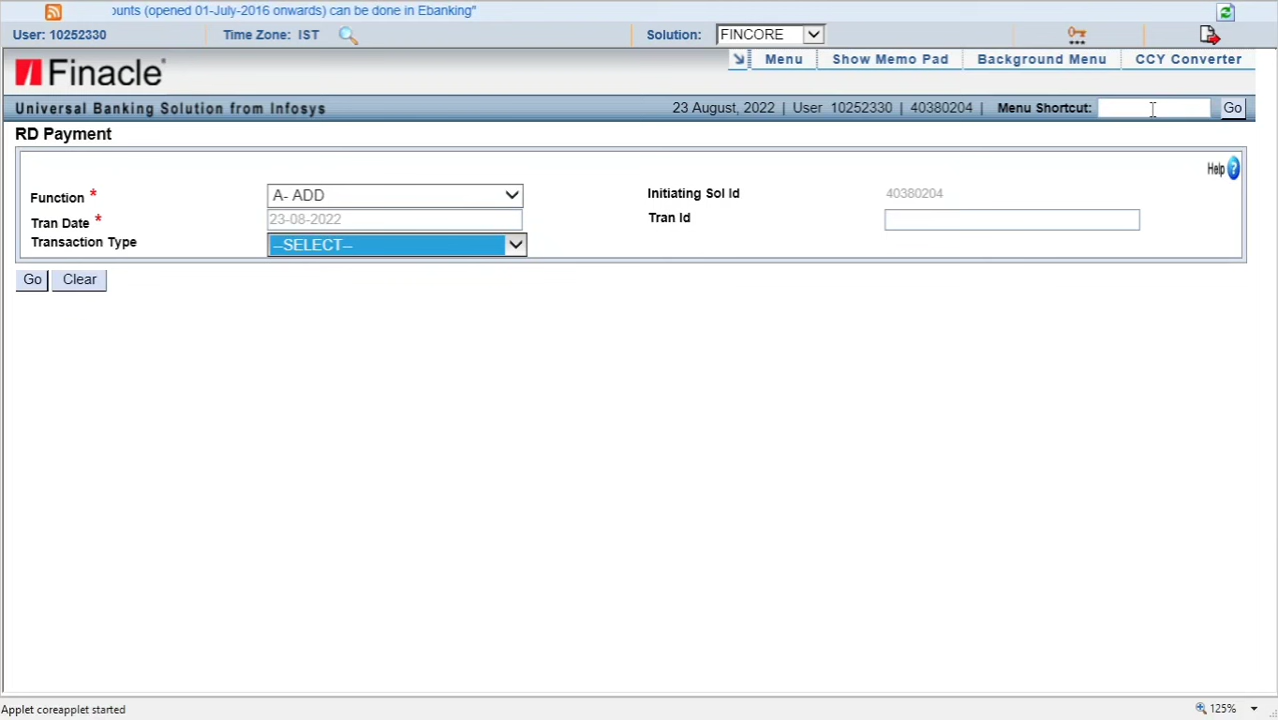 ounts (opened 01-July-2016 onwards) can be done in Ebanking"
User: 10252330 Time Zone: IST Solution: FINCORE
Finacle
Menu Show Memo Pad Background Menu CCY Converter
Universal Banking Solution from Infosys 23 August, 2022 | User 10252330 | 40380204 | Menu Shortcut: Go
RD Payment
Help ?
Function * A- ADD Initiating Sol Id 40380204
Tran Date * 23-08-2022 Tran Id
Transaction Type --SELECT--
Go Clear
Applet coreapplet started 125%